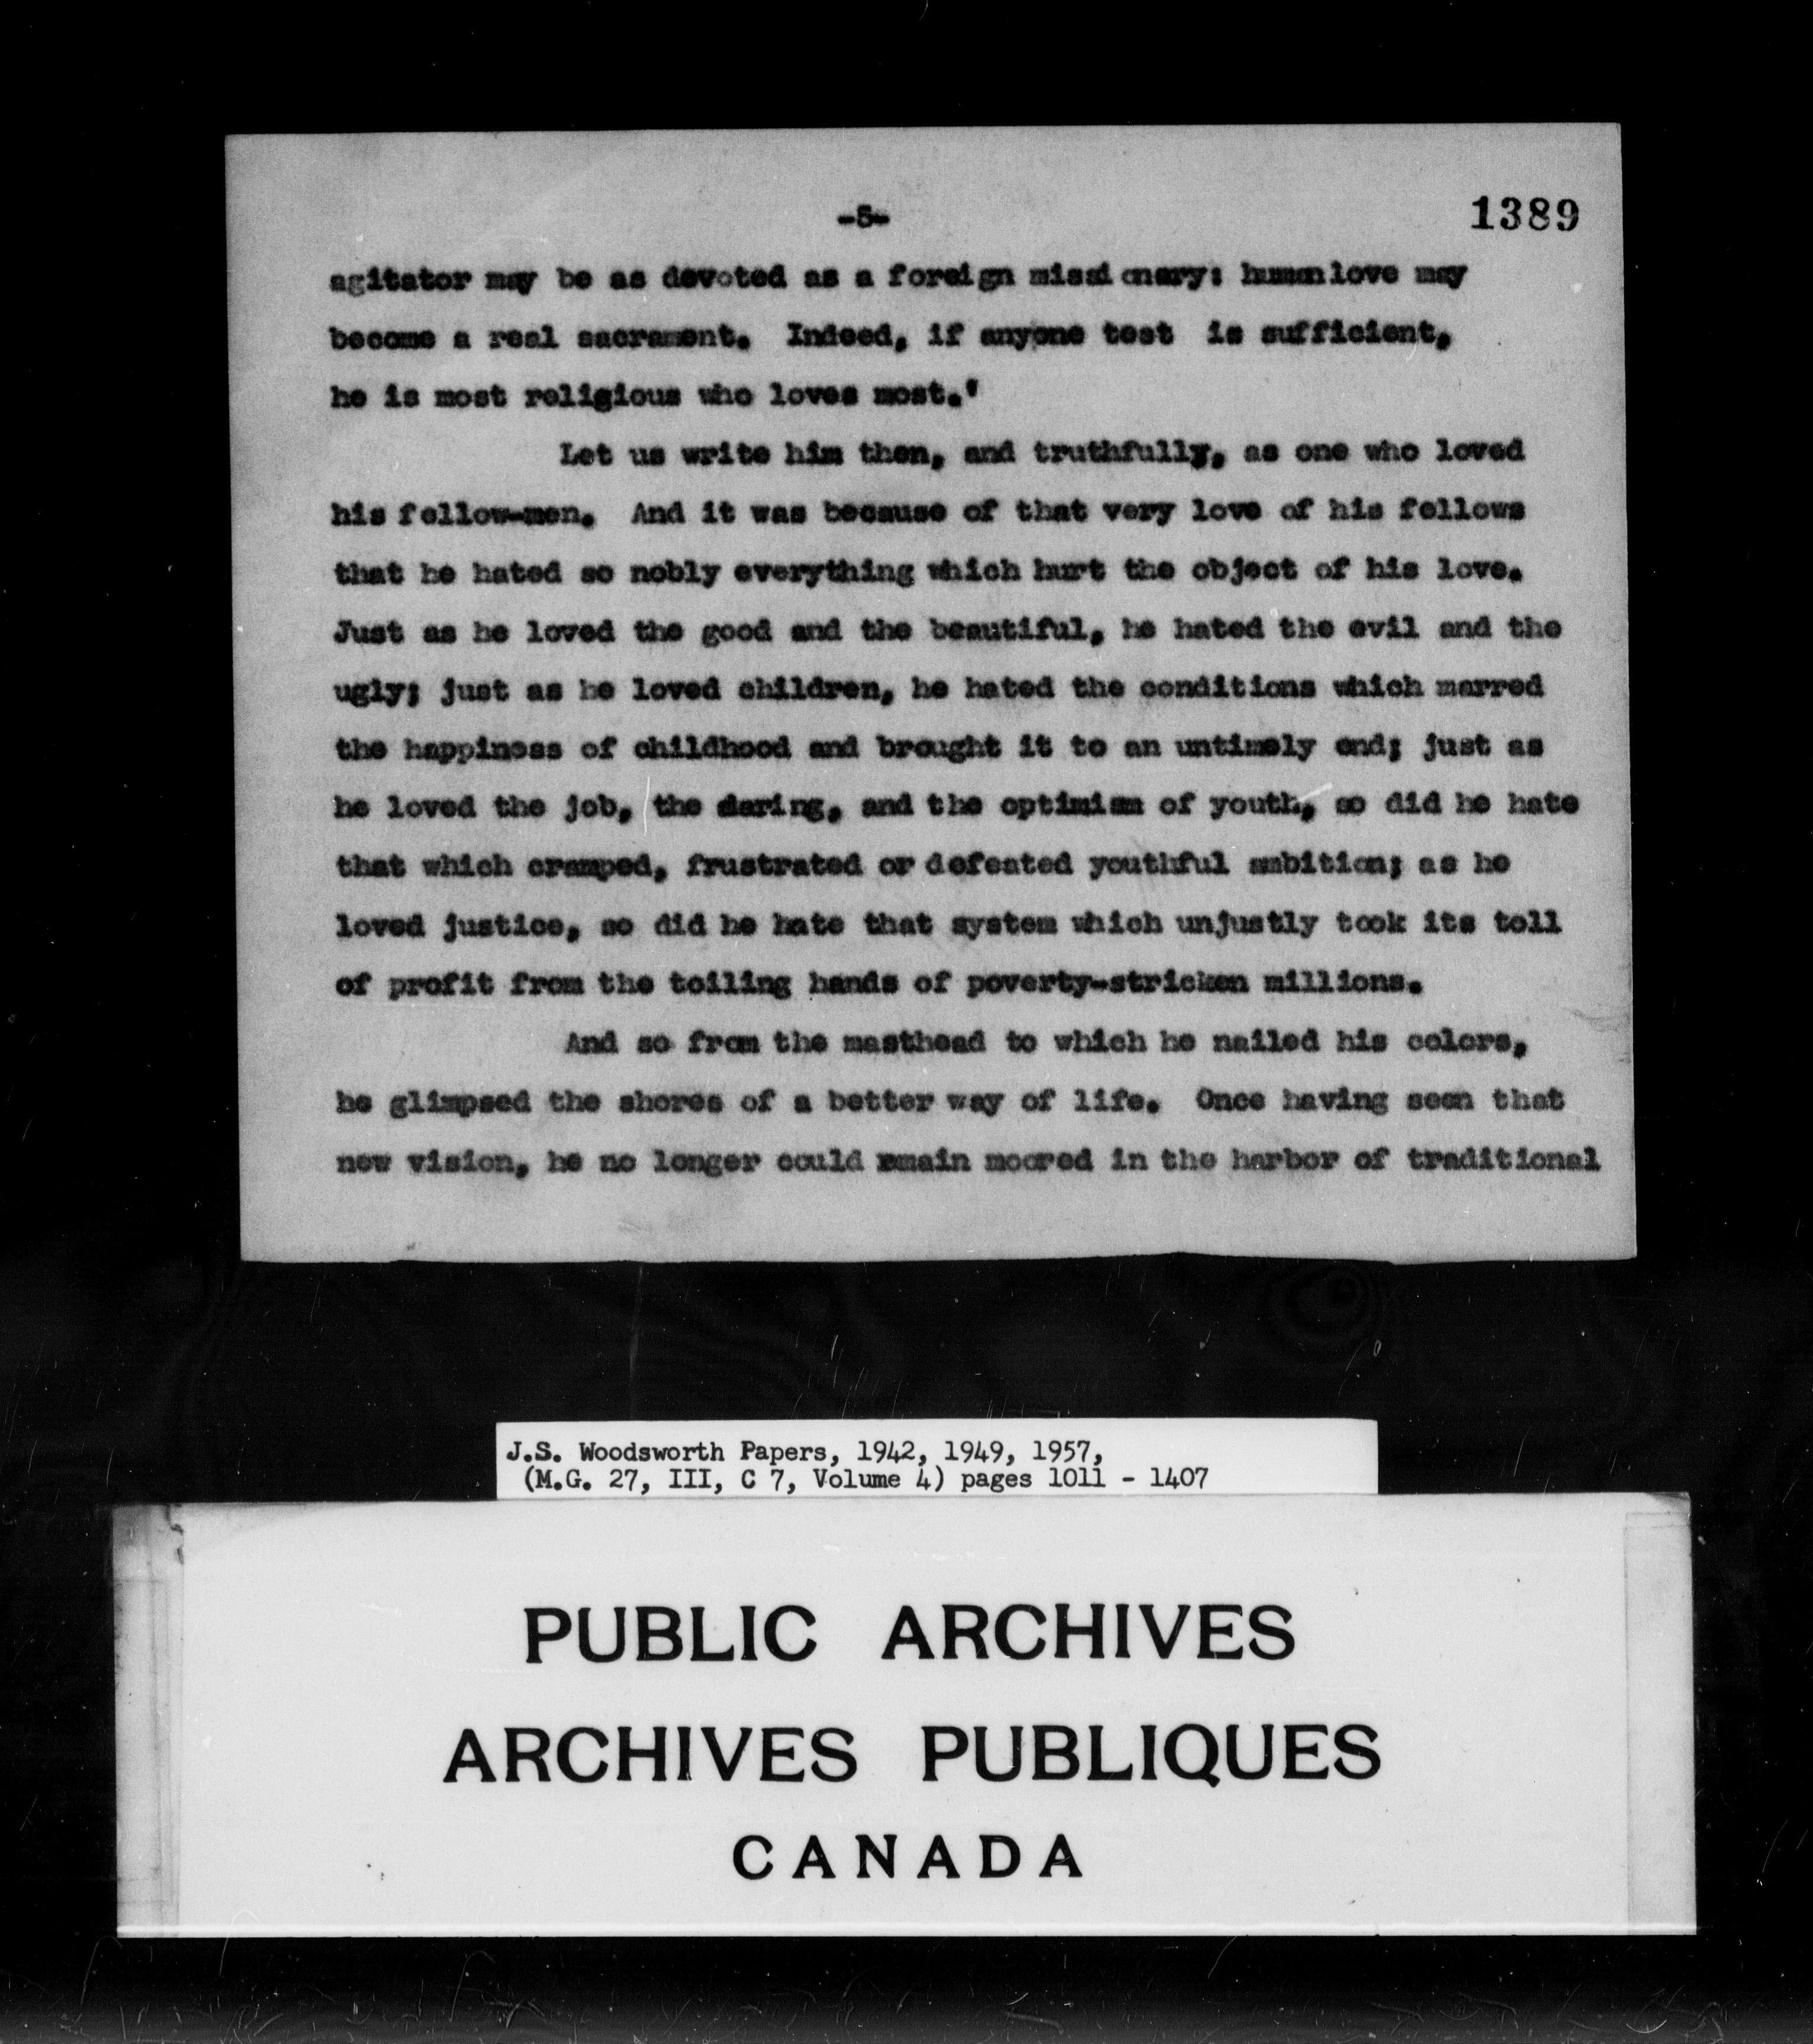 -5-
1389
agitator may be as devoted as a foreign missionary: humanlove may
become a real sacrament. Indeed, if anyone test is sufficient,
he is most religious who loves most.'
Let us write him then, and truthfully, as one who loved
his fellow-men. And it was because of that very love of his fellows
that he hated so nobly everything which hurt the object of his love.
Just as he loved the good and the beautiful, he hated the evil and the
ugly; just as he loved children, he hated the conditions which marred
the happiness of childhood and brought it to an untimely end; just as
he loved the job, the daring, and the optimism of youth, so did he hate
that which cramped, frustrated or defeated youthful ambition; as he
loved justice, so did he hate that system which unjustly took its toll
of profit from the toiling hands of poverty-stricken millions.
And so from the masthead to which he nailed his colors,
he glimpsed the shores of a better way of life. Once having seen that
new vision, he no longer could remain moored in the harbor of traditional
J.S. Woodsworth Papers, 1942, 1949, 1957,
(M.G. 27, III, C 7, Volume 4) pages 1011 - 1407
PUBLIC ARCHIVES
ARCHIVES PUBLIQUES
CANADA